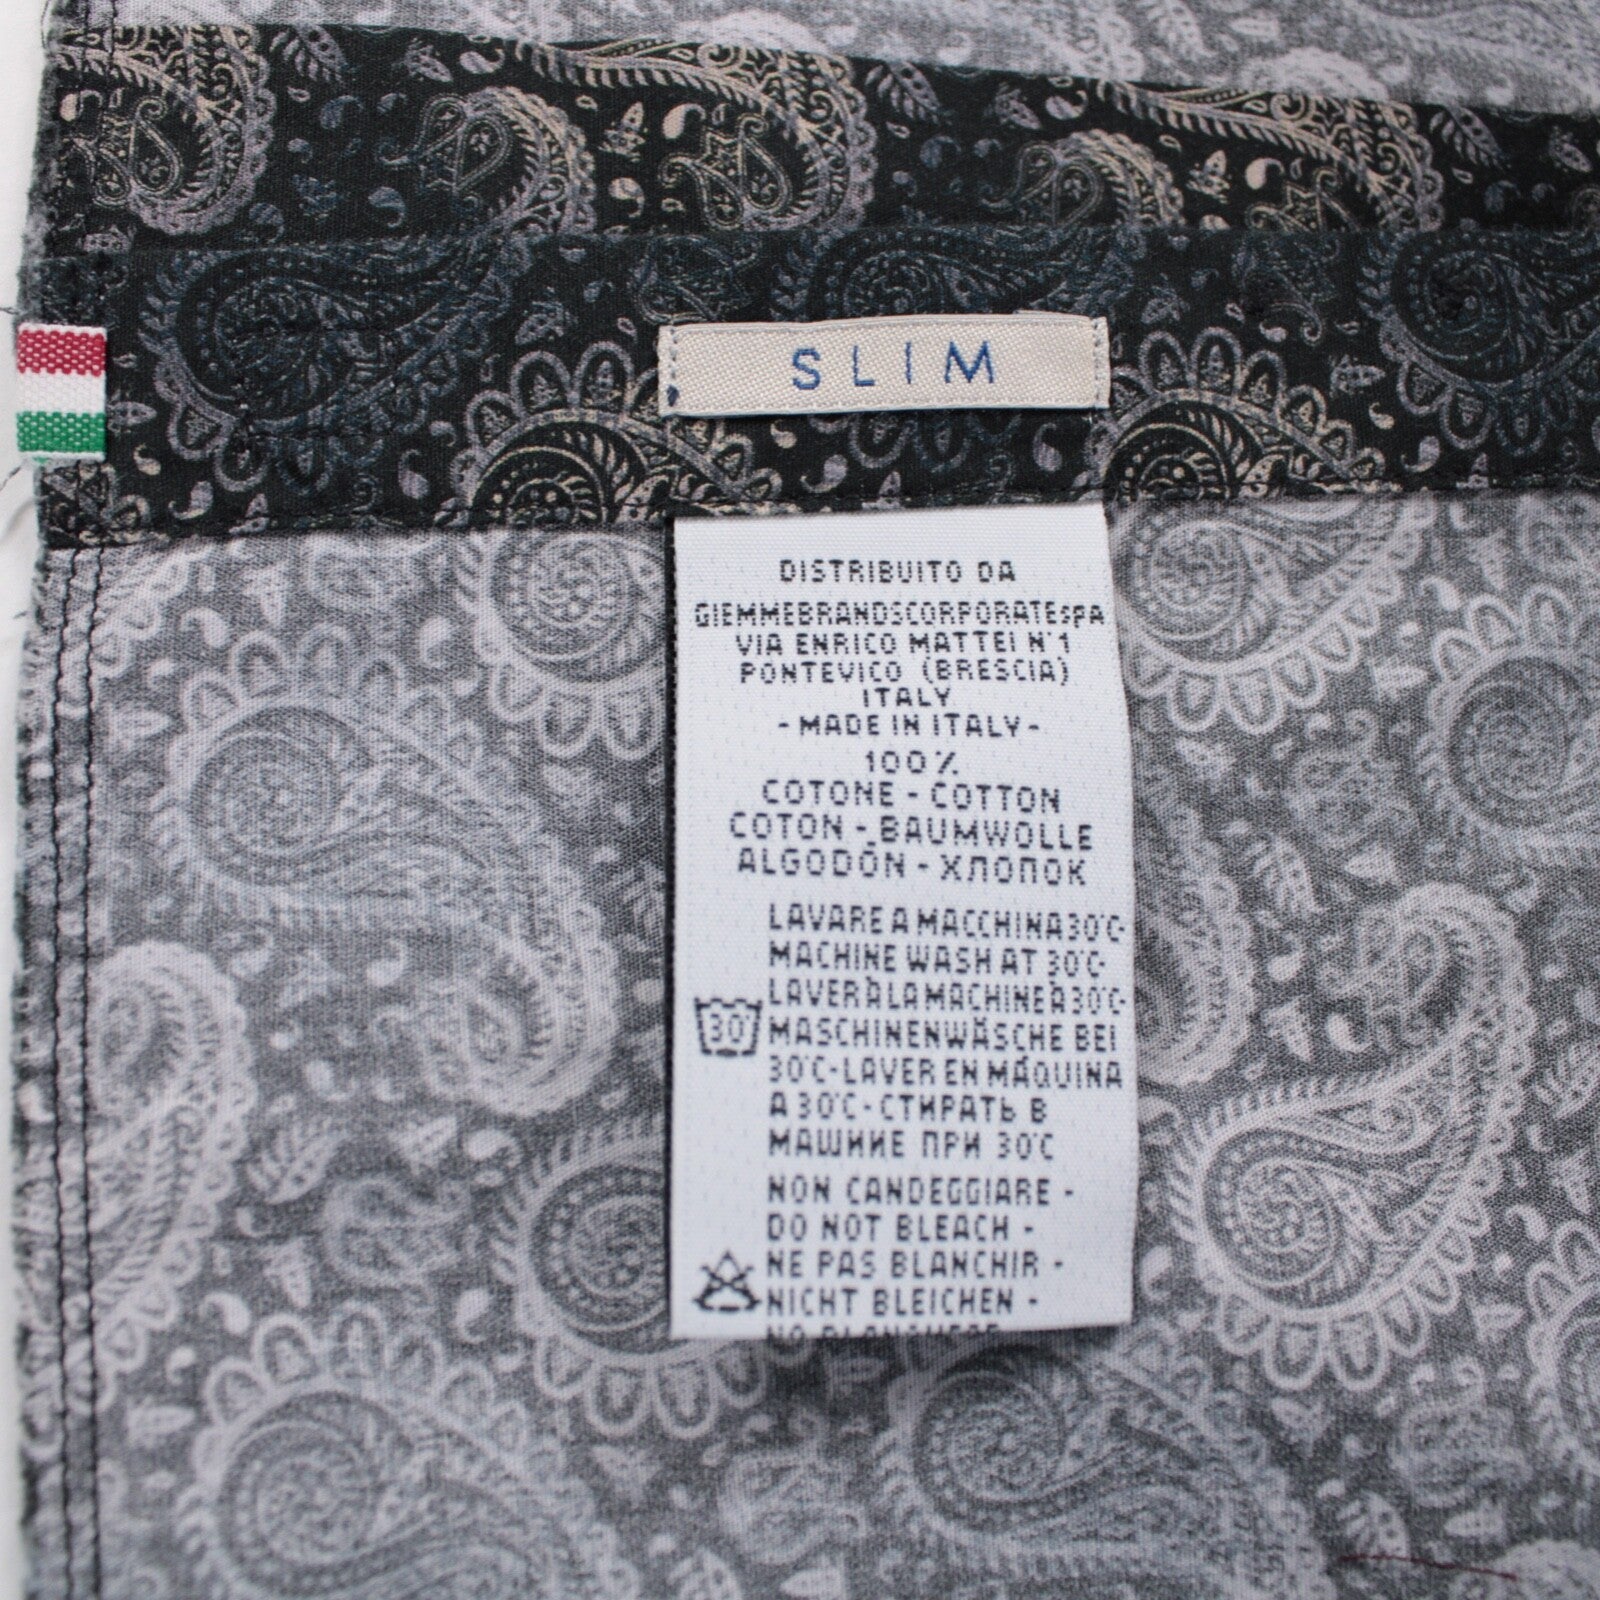 SLIM
DISTRIBUITO DA
GIEMMEBRANDSCORPORATESPA
VIA ENRICO MATTEI N°1
PONTEVICO (BRESCIA)
ITALY
- MADE IN ITALY -
100%
COTONE - COTTON
COTON - BAUMWOLLE
ALGODÓN - ХЛОПОК
LAVARE A MACCHINA 30°C-
MACHINE WASH AT 30°C-
LAVER À LA MACHINE À 30°C-
30° MASCHINENWÄSCHE BEI
30°C-LAVER EN MÁQUINA
A 30°C-СТИРАТЬ В
МАШИНЕ ПРИ 30°C
NON CANDEGGIARE -
DO NOT BLEACH -
NE PAS BLANCHIR -
NICHT BLEICHEN -